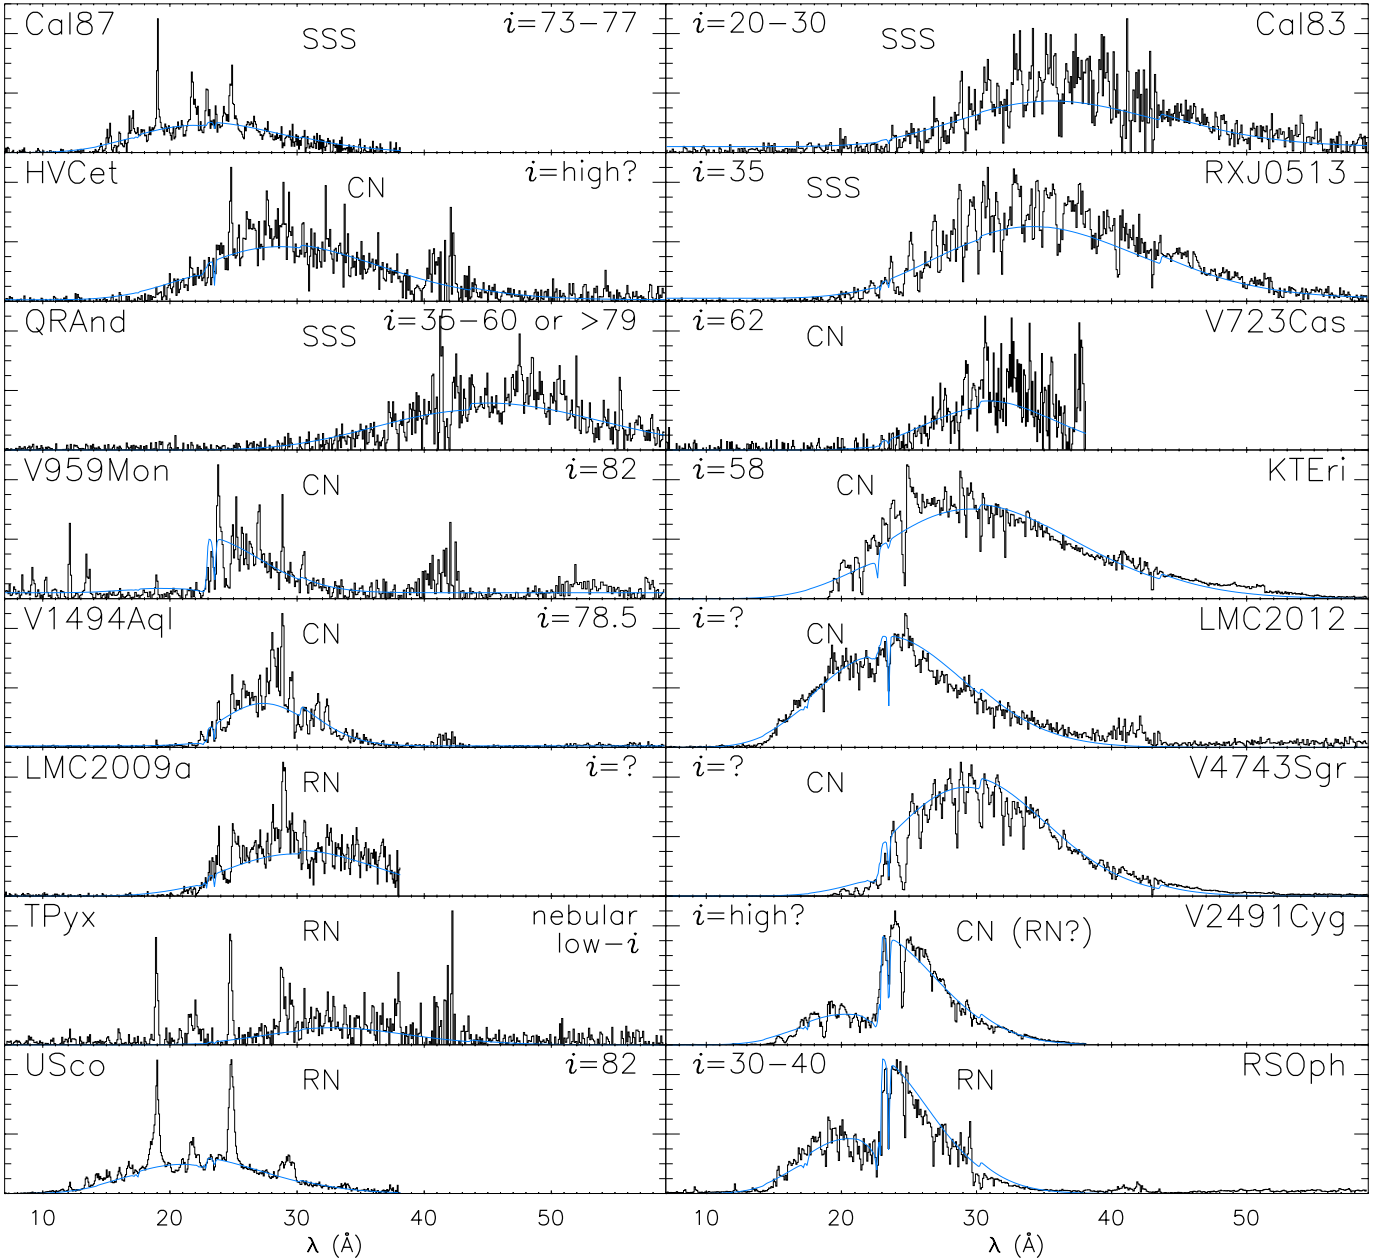 Cal87 SSS i=73−77
i=20−30 SSS Cal83
HVCet CN i=high?
i=35 SSS RXJ0513
QRAnd SSS i=35−60 or >79
i=62 CN V723Cas
V959Mon CN i=82
i=58 CN KTEri
V1494Aql CN i=78.5
i=? CN LMC2012
LMC2009a RN i=?
i=? CN V4743Sgr
TPyx RN nebular
low−i
i=high? CN (RN?) V2491Cyg
USco RN i=82
i=30−40 RN RSOph
10 20 30 40 50
10 20 30 40 50
λ (Å)
λ (Å)